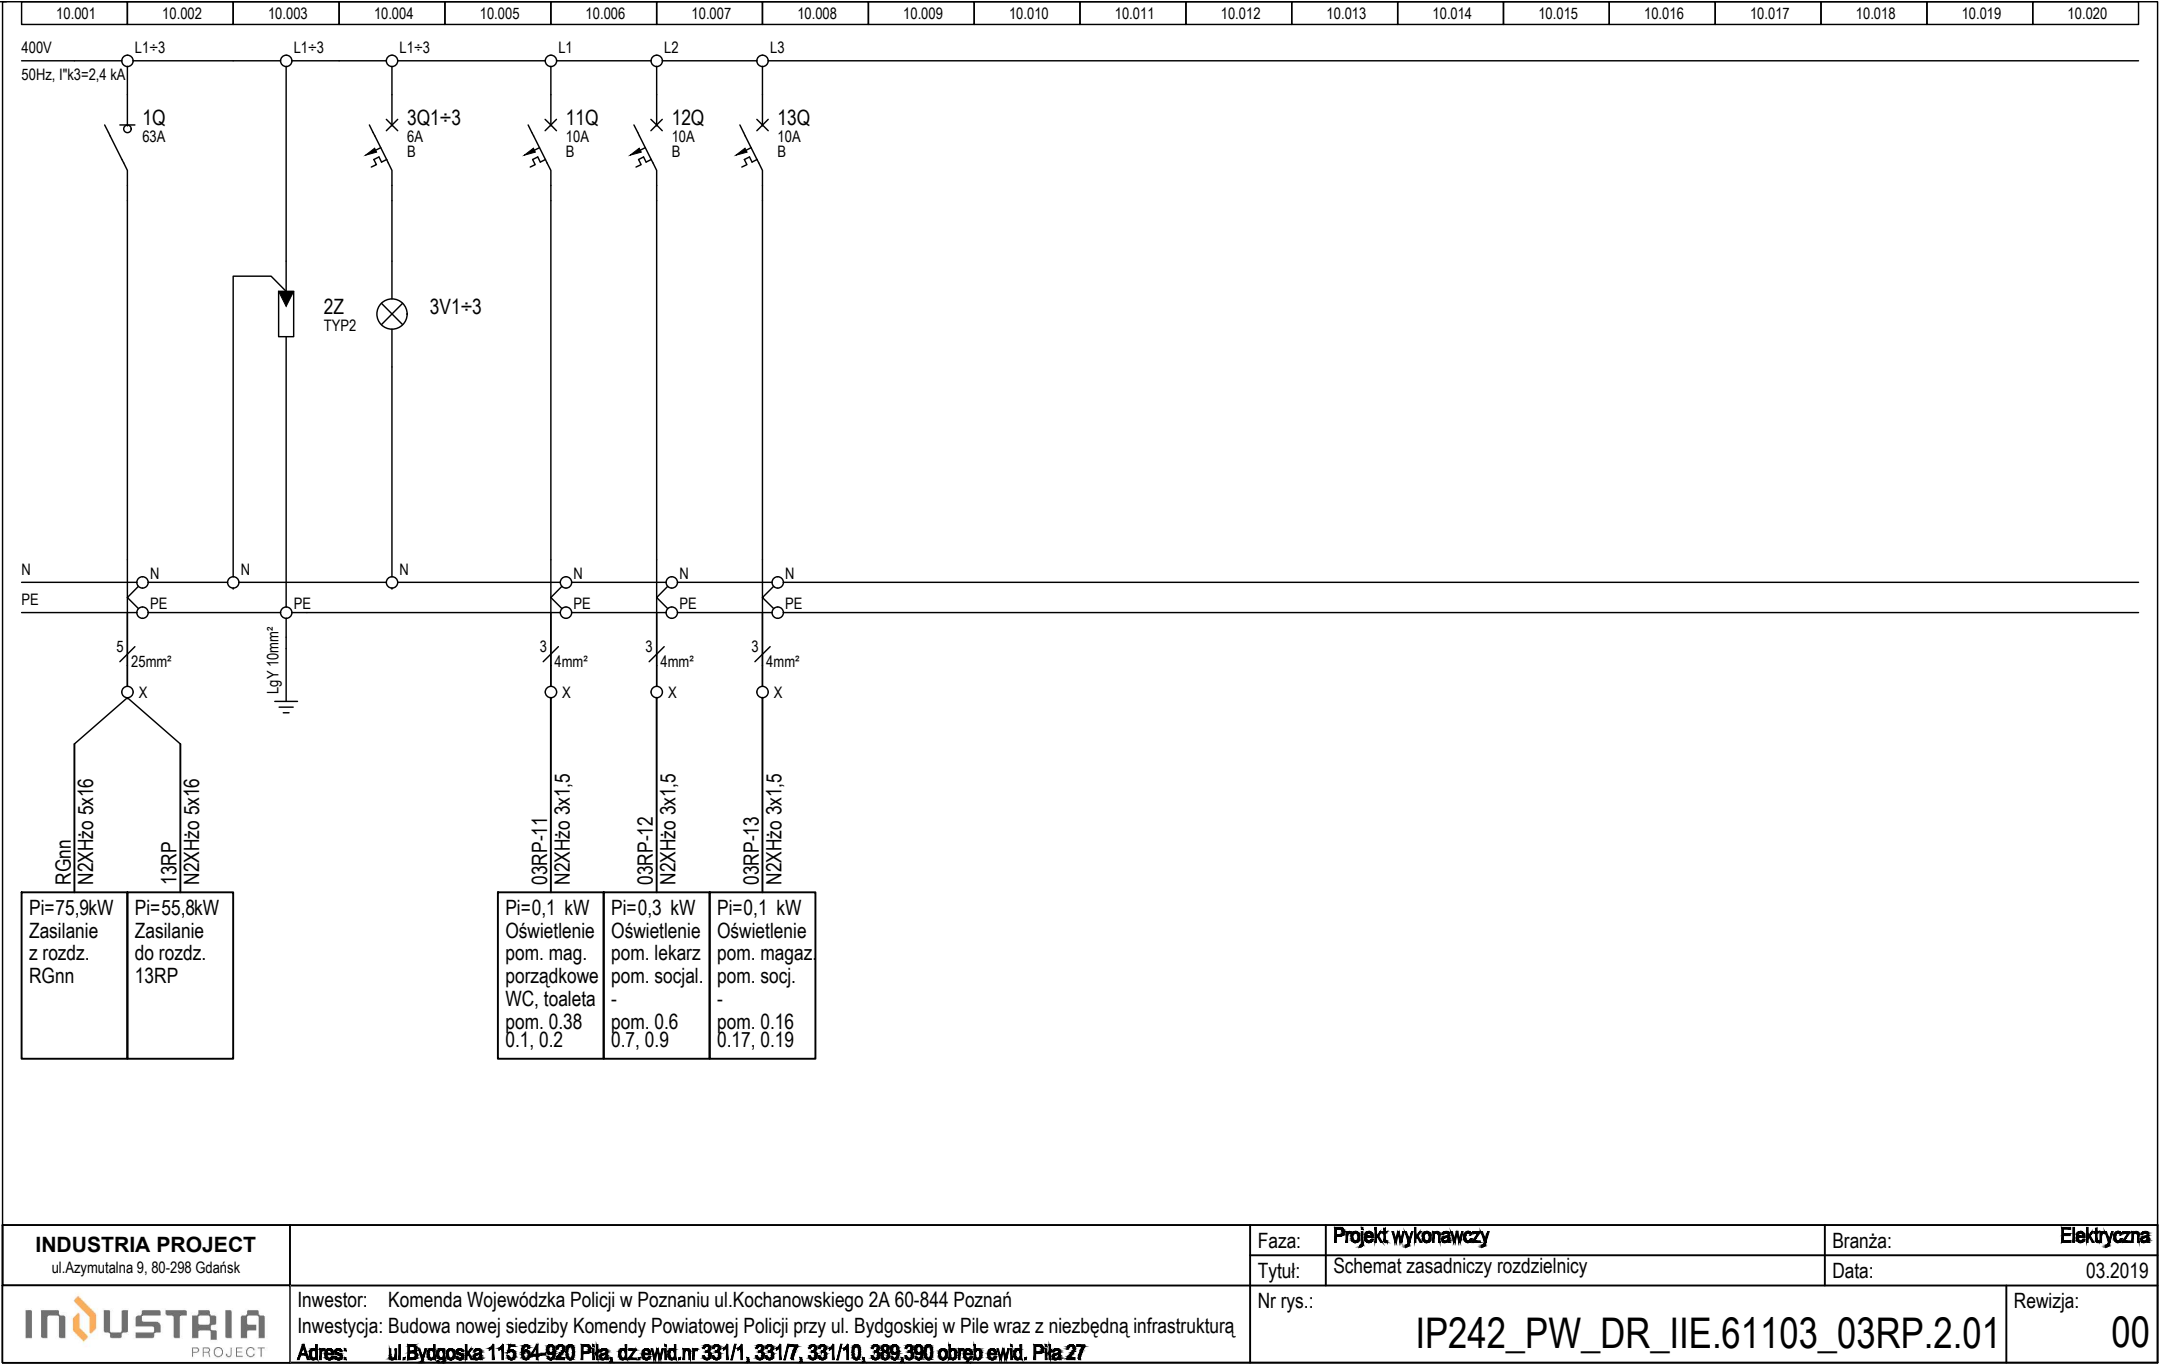 10.001 10.002 10.003 10.004 10.005 10.006 10.007 10.008 10.009 10.010 10.011 10.012 10.013 10.014 10.015 10.016 10.017 10.018 10.019 10.020
400V L1÷3 L1÷3 L1÷3 L1 L2 L3
50Hz, I"k3=2,4 kA
1Q 3Q1÷3 11Q 12Q 13Q
63A 6A 10A 10A 10A
B B B B
2Z 3V1÷3
TYP2
N N N N N N N
PE PE PE PE PE PE
5 3 3 3
25mm² 4mm² 4mm² 4mm²
LgY 10mm²
X X X X
RGnn
N2XHżo 5x16
13RP
N2XHżo 5x16
03RP-11
N2XHżo 3x1,5
03RP-12
N2XHżo 3x1,5
03RP-13
N2XHżo 3x1,5
Pi=75,9kW
Zasilanie
z rozdz.
RGnn
Pi=55,8kW
Zasilanie
do rozdz.
13RP
Pi=0,1 kW
Oświetlenie
pom. mag.
porządkowe
WC, toaleta
pom. 0.38
0.1, 0.2
Pi=0,3 kW
Oświetlenie
pom. lekarz
pom. socjal.
-
pom. 0.6
0.7, 0.9
Pi=0,1 kW
Oświetlenie
pom. magaz.
pom. socj.
-
pom. 0.16
0.17, 0.19
INDUSTRIA PROJECT
ul.Azymutalna 9, 80-298 Gdańsk
INDUSTRIA
PROJECT
Inwestor: Komenda Wojewódzka Policji w Poznaniu ul.Kochanowskiego 2A 60-844 Poznań
Inwestycja: Budowa nowej siedziby Komendy Powiatowej Policji przy ul. Bydgoskiej w Pile wraz z niezbędną infrastrukturą
Adres: ul.Bydgoska 115 64-920 Piła, dz.ewid.nr 331/1, 331/7, 331/10, 389,390 obręb ewid. Piła 27
Faza: Projekt wykonawczy Branża: Elektryczna
Tytuł: Schemat zasadniczy rozdzielnicy Data: 03.2019
Nr rys.: IP242_PW_DR_IIE.61103_03RP.2.01 Rewizja: 00